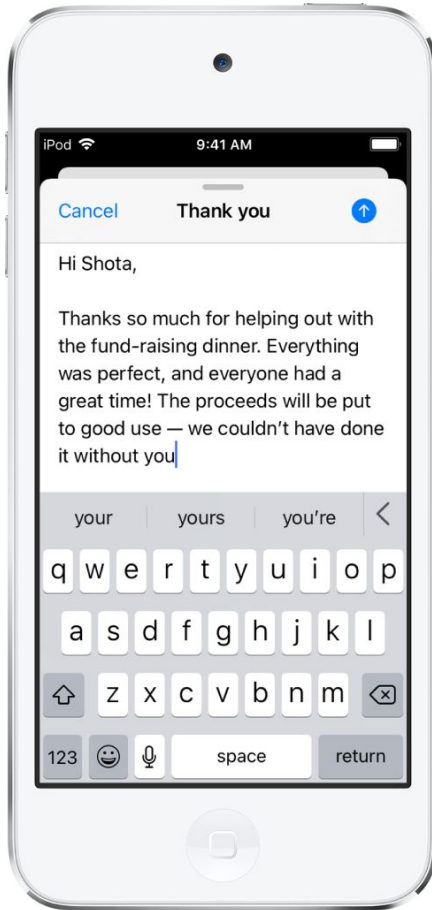 iPod 9:41 AM
Cancel Thank you
Hi Shota,
Thanks so much for helping out with
the fund-raising dinner. Everything
was perfect, and everyone had a
great time! The proceeds will be put
to good use — we couldn’t have done
it without you
your yours you’re
q w e r t y u i o p
a s d f g h j k l
z x c v b n m
123 space return